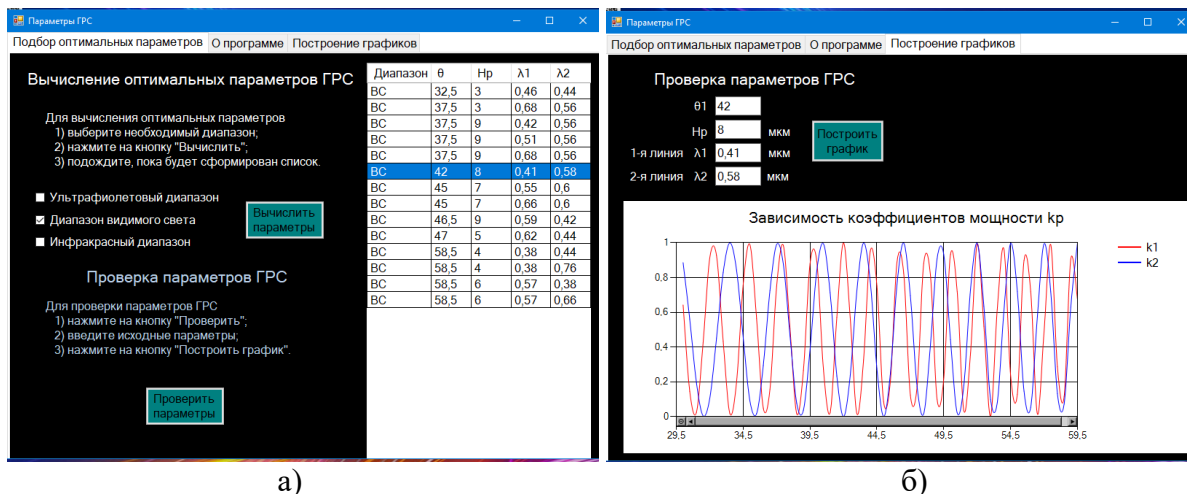 Параметры ГРС
Подбор оптимальных параметров О программе Построение графиков
Вычисление оптимальных параметров ГРС
Для вычисления оптимальных параметров
1) выберите необходимый диапазон;
2) нажмите на кнопку "Вычислить";
3) подождите, пока будет сформирован список.
Ультрафиолетовый диапазон
Диапазон видимого света
Инфракрасный диапазон
Вычислить
параметры
Проверка параметров ГРС
Для проверки параметров ГРС
1) нажмите на кнопку "Проверить";
2) введите исходные параметры;
3) нажмите на кнопку "Построить график".
Проверить
параметры
Диапазон θ Hp λ1 λ2
ВС 32,5 3 0,46 0,44
ВС 37,5 3 0,68 0,56
ВС 37,5 9 0,42 0,56
ВС 37,5 9 0,51 0,56
ВС 37,5 9 0,68 0,56
ВС 42 8 0,41 0,58
ВС 45 7 0,55 0,6
ВС 45 7 0,66 0,6
ВС 46,5 9 0,59 0,42
ВС 47 5 0,62 0,44
ВС 58,5 4 0,38 0,44
ВС 58,5 4 0,38 0,76
ВС 58,5 6 0,57 0,38
ВС 58,5 6 0,57 0,66
а)
Параметры ГРС
Подбор оптимальных параметров О программе Построение графиков
Проверка параметров ГРС
θ1 42
Hp 8 мкм
1-я линия λ1 0,41 мкм
2-я линия λ2 0,58 мкм
Построить
график
Зависимость коэффициентов мощности kp
k1
k2
1
0,8
0,6
0,4
0,2
0
29,5 34,5 39,5 44,5 49,5 54,5 59,5
б)